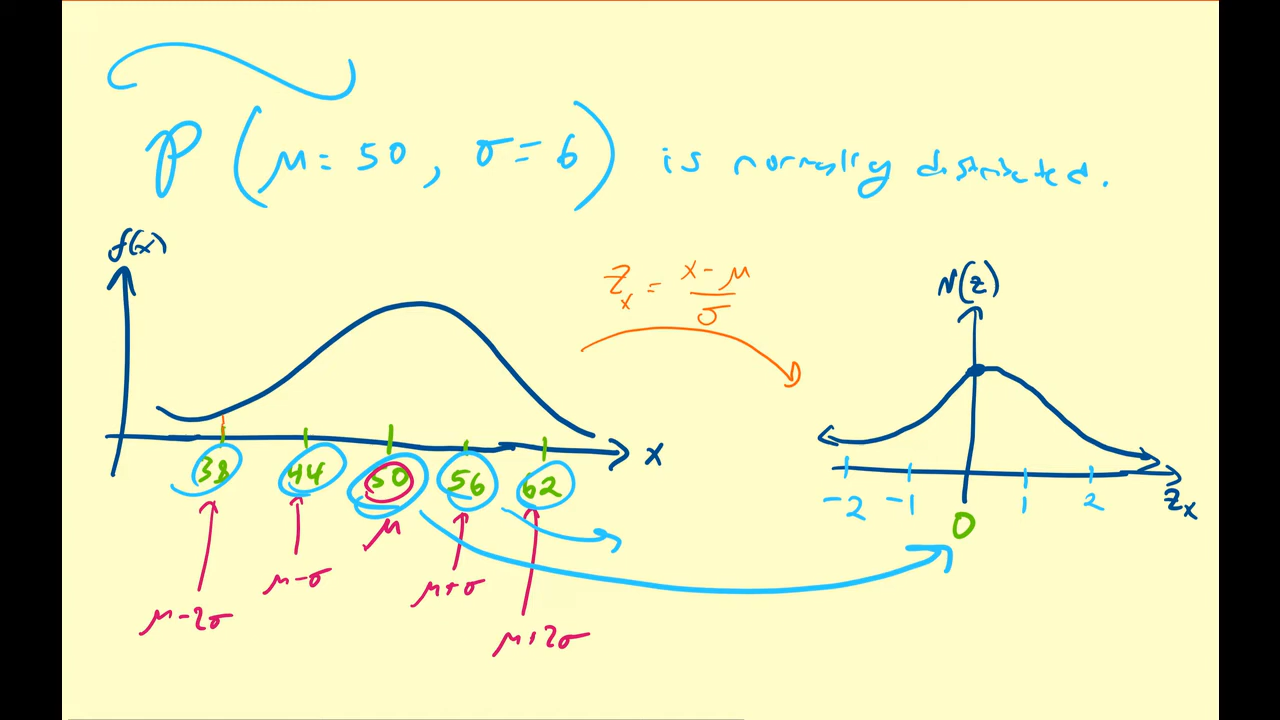 P (μ = 50, σ = 6) is normally distributed.
f(x)
Z_x = (x - μ)/σ
N(z)
x
38 44 50 56 62
-2 -1 0 1 2
Z_x
μ
μ-2σ μ-σ μ+σ μ+2σ